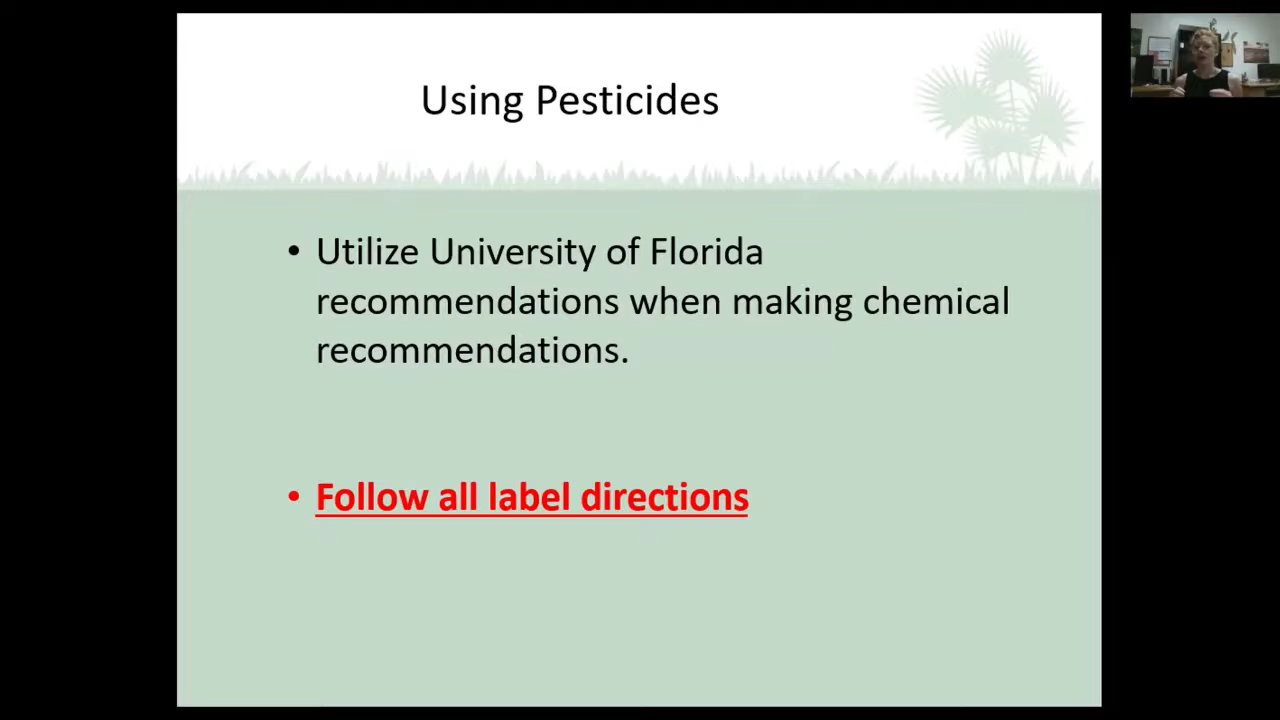 Using Pesticides
• Utilize University of Florida
recommendations when making chemical
recommendations.
• Follow all label directions